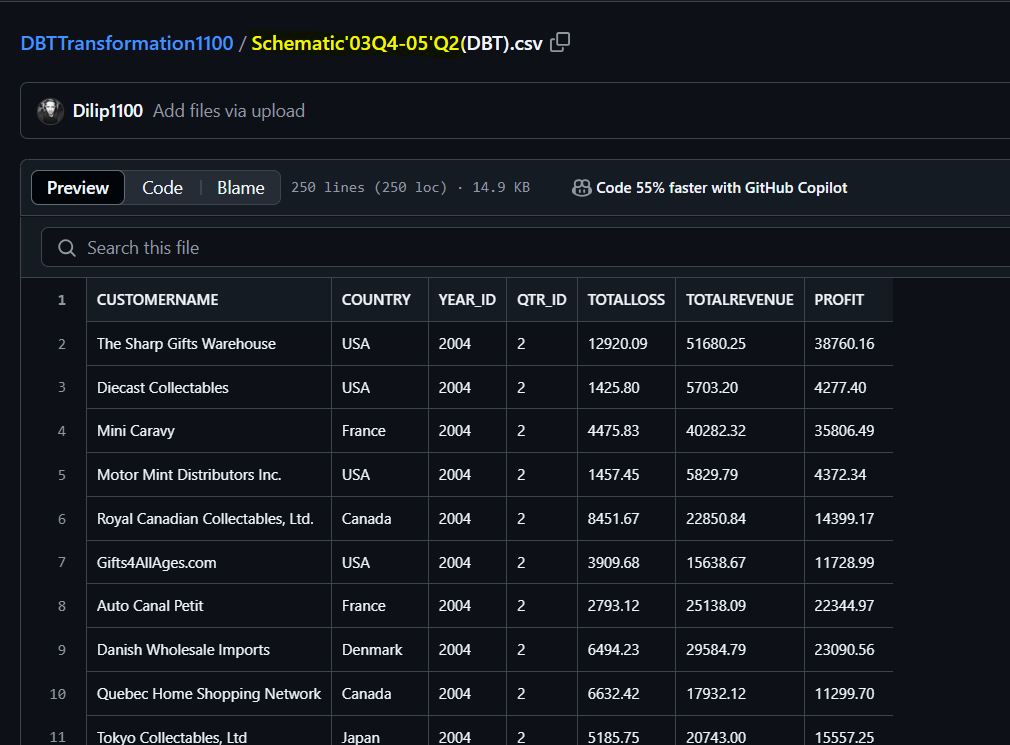 DBTTransformation1100 / Schematic'03Q4-05'Q2(DBT).csv
Dilip1100 Add files via upload
Preview Code Blame 250 lines (250 loc) · 14.9 KB Code 55% faster with GitHub Copilot
Search this file
1 CUSTOMERNAME COUNTRY YEAR_ID QTR_ID TOTALLOSS TOTALREVENUE PROFIT
2 The Sharp Gifts Warehouse USA 2004 2 12920.09 51680.25 38760.16
3 Diecast Collectables USA 2004 2 1425.80 5703.20 4277.40
4 Mini Caravy France 2004 2 4475.83 40282.32 35806.49
5 Motor Mint Distributors Inc. USA 2004 2 1457.45 5829.79 4372.34
6 Royal Canadian Collectables, Ltd. Canada 2004 2 8451.67 22850.84 14399.17
7 Gifts4AllAges.com USA 2004 2 3909.68 15638.67 11728.99
8 Auto Canal Petit France 2004 2 2793.12 25138.09 22344.97
9 Danish Wholesale Imports Denmark 2004 2 6494.23 29584.79 23090.56
10 Quebec Home Shopping Network Canada 2004 2 6632.42 17932.12 11299.70
11 Tokyo Collectables, Ltd Japan 2004 2 5185.75 20743.00 15557.25